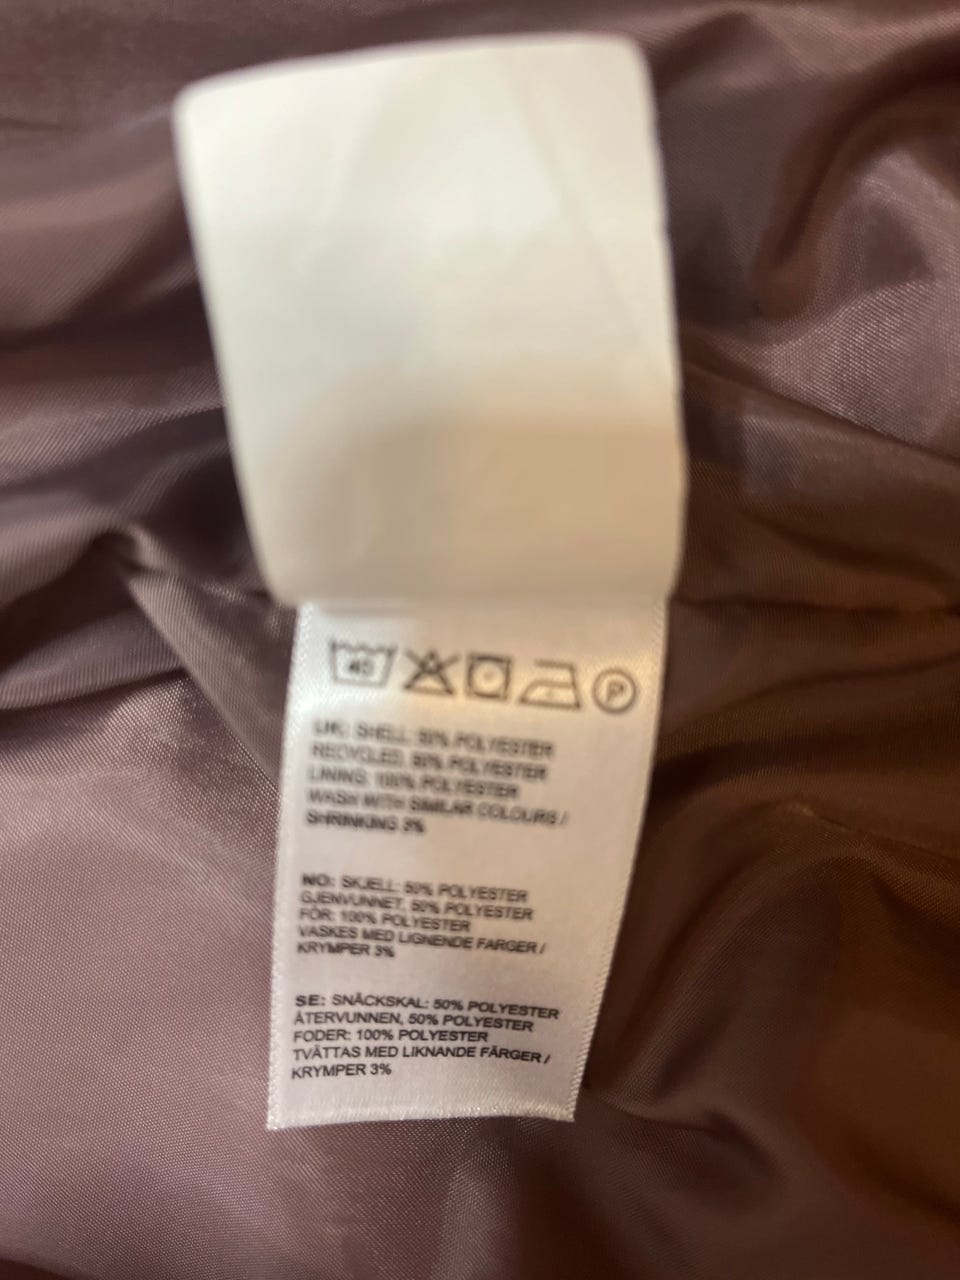 40
P
UK: SHELL: 50% POLYESTER
RECYCLED, 50% POLYESTER
LINING: 100% POLYESTER
WASH WITH SIMILAR COLOURS /
SHRINKING 3%
NO: SKJELL: 50% POLYESTER
GJENVUNNET, 50% POLYESTER
FÓR: 100% POLYESTER
VASKES MED LIGNENDE FARGER /
KRYMPER 3%
SE: SNÄCKSKAL: 50% POLYESTER
ÅTERVUNNEN, 50% POLYESTER
FODER: 100% POLYESTER
TVÄTTAS MED LIKNANDE FÄRGER /
KRYMPER 3%